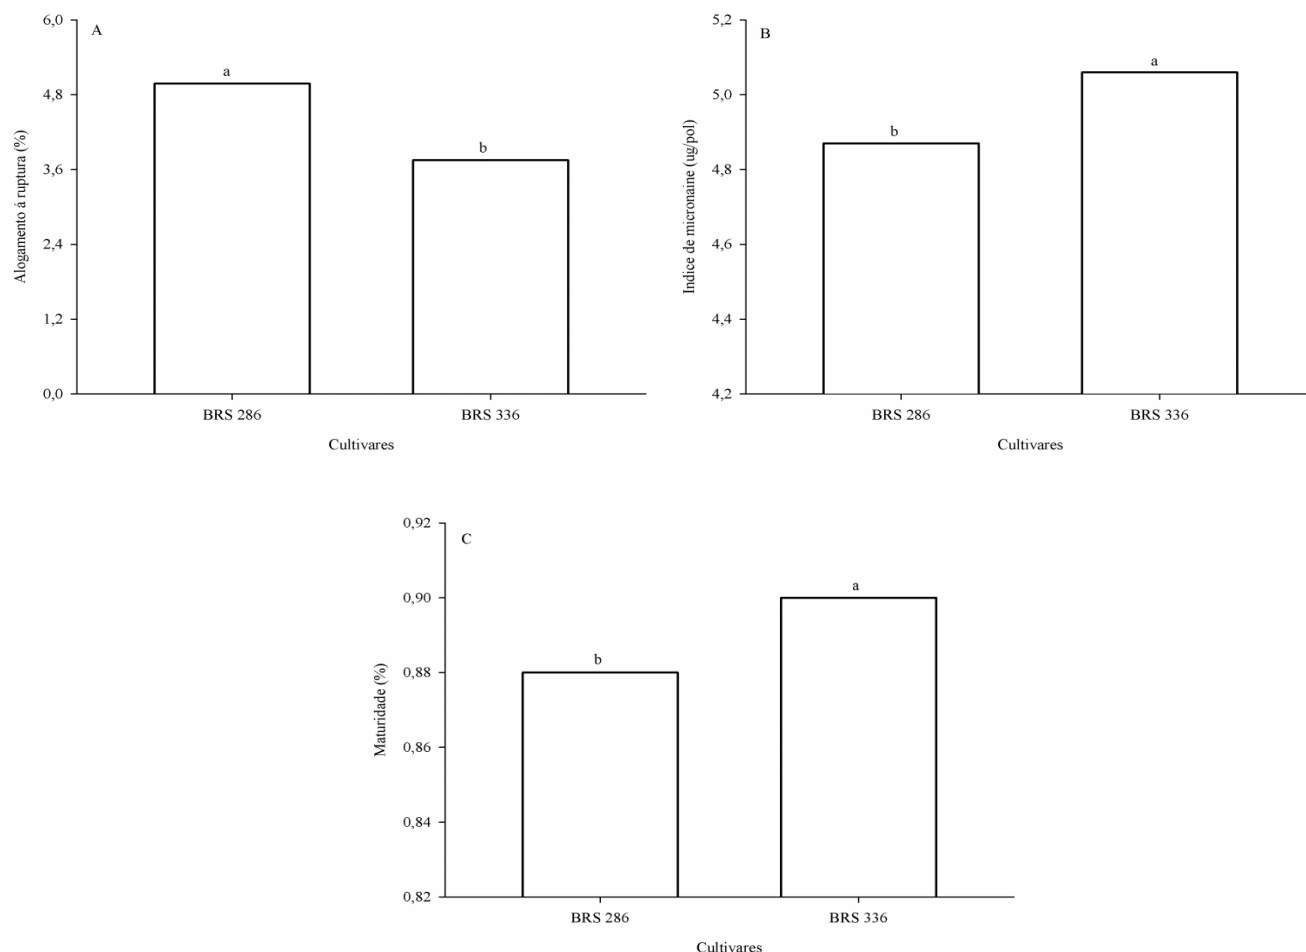 A
Alogamento á ruptura (%)
6,0
4,8
3,6
2,4
1,2
0,0
a
b
BRS 286
BRS 336
Cultivares
B
Indice de micronaine (ug/pol)
5,2
5,0
4,8
4,6
4,4
4,2
b
a
BRS 286
BRS 336
Cultivares
C
Maturidade (%)
0,92
0,90
0,88
0,86
0,84
0,82
b
a
BRS 286
BRS 336
Cultivares